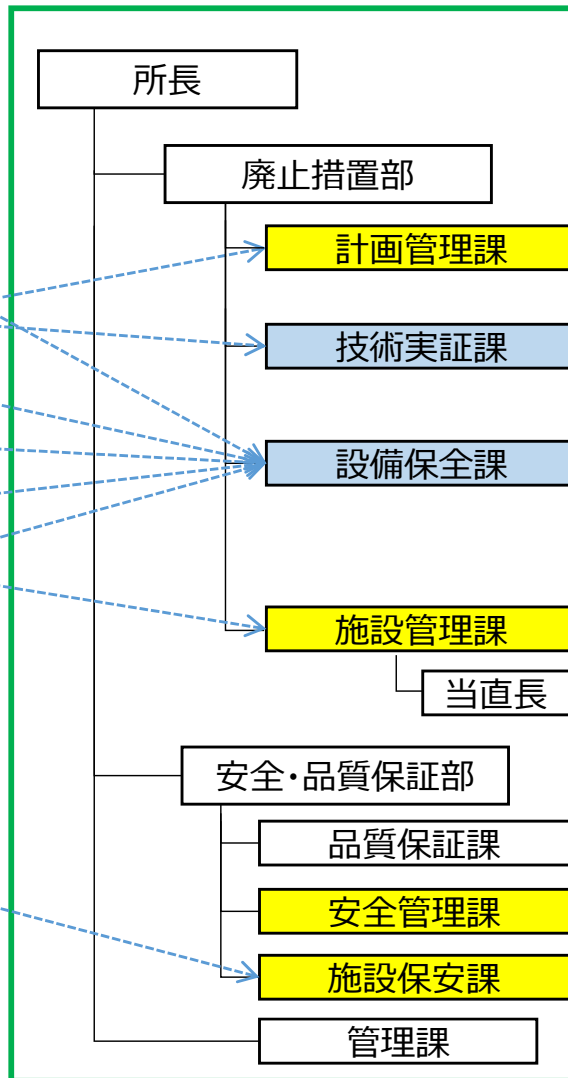 所長
廃止措置部
計画管理課
技術実証課
設備保全課
施設管理課
当直長
安全・品質保証部
品質保証課
安全管理課
施設保安課
管理課